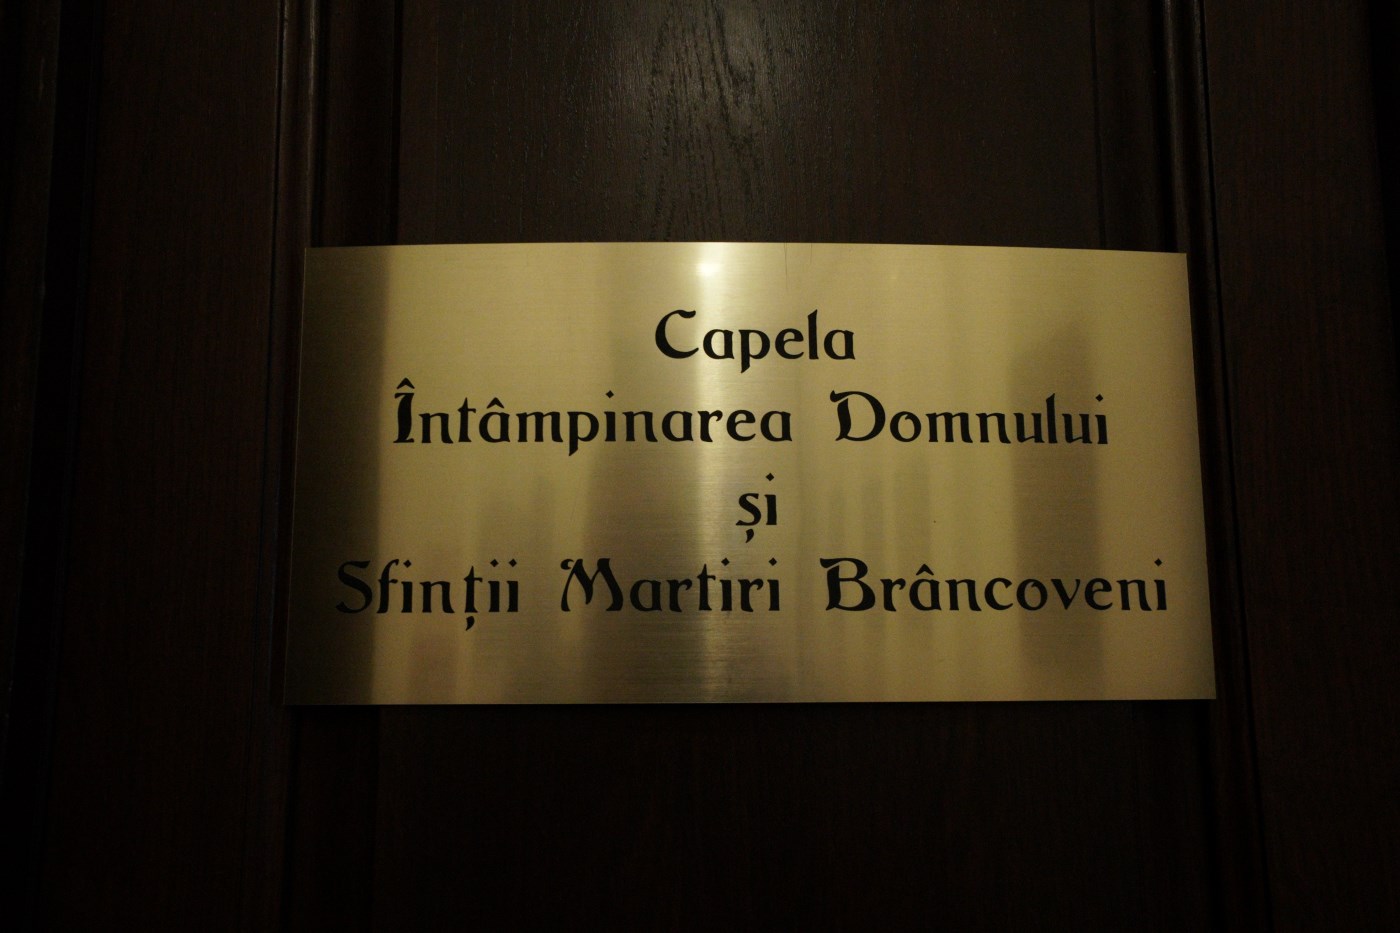 Capela
Întâmpinarea Domnului
și
Sfinții Martiri Brâncoveni